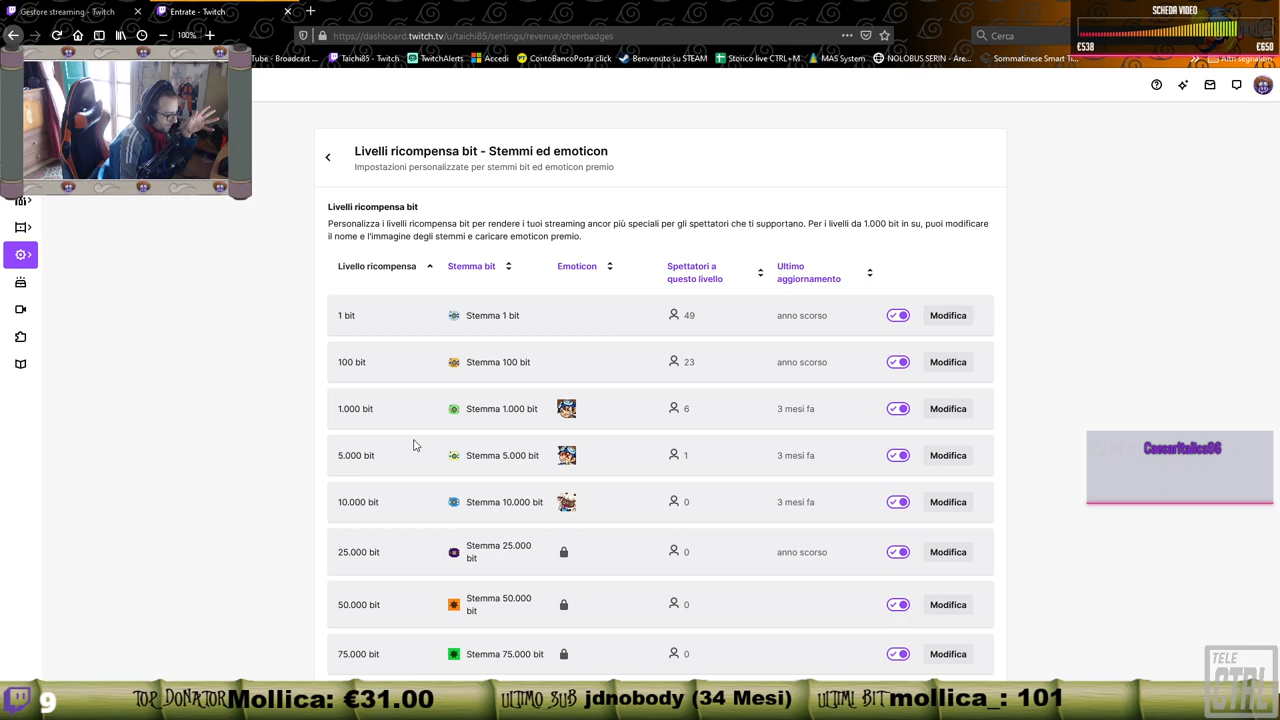 Gestore streaming - Twitch
Entrate - Twitch
100%
https://dashboard.twitch.tv/u/taichi85/settings/revenue/cheerbadges
Cerca
Tube - Broadcast ...
Taichi85 - Twitch
TwitchAlerts
Accedi
ContoBancoPosta click
Benvenuto su STEAM
Storico live CTRL+M
MAS System
NOLOBUS SERIN - Are...
Sommatinese Smart Ti...
Altri segnalibri
SCHEDA VIDEO
€538
€650
Livelli ricompensa bit - Stemmi ed emoticon
Impostazioni personalizzate per stemmi bit ed emoticon premio
Livelli ricompensa bit
Personalizza i livelli ricompensa bit per rendere i tuoi streaming ancor più speciali per gli spettatori che ti supportano. Per i livelli da 1.000 bit in su, puoi modificare
il nome e l'immagine degli stemmi e caricare emoticon premio.
Livello ricompensa
Stemma bit
Emoticon
Spettatori a
questo livello
Ultimo
aggiornamento
1 bit
Stemma 1 bit
49
anno scorso
Modifica
100 bit
Stemma 100 bit
23
anno scorso
Modifica
1.000 bit
Stemma 1.000 bit
6
3 mesi fa
Modifica
5.000 bit
Stemma 5.000 bit
1
3 mesi fa
Modifica
10.000 bit
Stemma 10.000 bit
0
3 mesi fa
Modifica
25.000 bit
Stemma 25.000
bit
0
anno scorso
Modifica
50.000 bit
Stemma 50.000
bit
0
Modifica
75.000 bit
Stemma 75.000 bit
0
Modifica
CaesarItalica96
TELE
CTRL
9
TOP DONATOR Mollica: €31.00
ULTIMO SUB jdnobody (34 Mesi)
ULTIMI BIT mollica_: 101